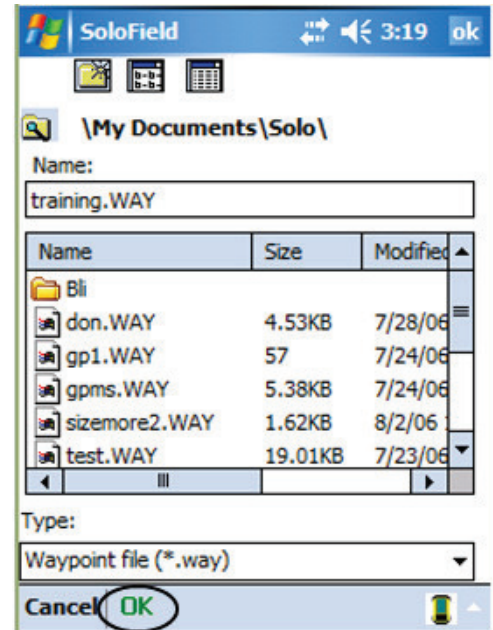 SoloField 3:19 ok
\My Documents\Solo\
Name:
training.WAY
Name Size Modified
Bli
don.WAY 4.53KB 7/28/06
gp1.WAY 57 7/24/06
gpms.WAY 5.38KB 7/24/06
sizemore2.WAY 1.62KB 8/2/06
test.WAY 19.01KB 7/23/06
Type:
Waypoint file (*.way)
Cancel OK